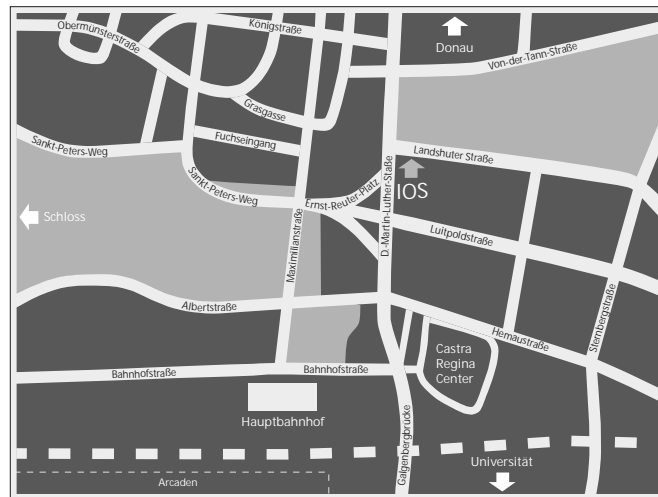 Königstraße
Obermünsterstraße
Donau
Von-der-Tann-Straße
Grasgasse
Fuchseingang
Sankt-Peters-Weg
Landshuter Straße
Sankt-Peters-Weg
Ernst-Reuter-Platz
IOS
D.-Martin-Luther-Staße
Schloss
Maximilianstraße
Luitpoldstraße
Albertstraße
Hemaustraße
Sternbergstraße
Castra
Regina
Center
Bahnhofstraße
Bahnhofstraße
Hauptbahnhof
Galgenbergbrücke
Universität
Arcaden